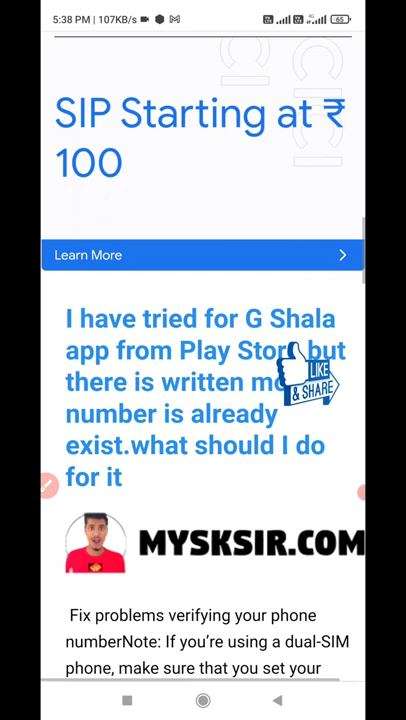 5:38 PM | 107KB/s
65
SIP Starting at ₹
100
Learn More
I have tried for G Shala
app from Play Store but
there is written
number is already
exist.what should I do
for it
LIKE
& SHARE
MYSKSIR.COM
Fix problems verifying your phone
numberNote: If you’re using a dual-SIM
phone, make sure that you set your